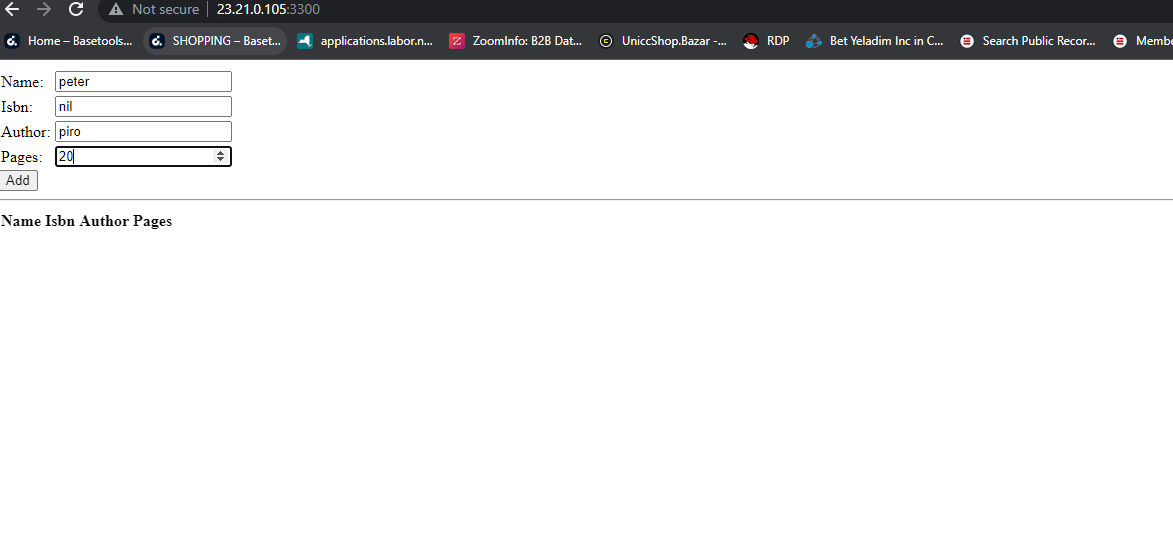 Not secure | 23.21.0.105:3300
Home – Basetools... SHOPPING – Baset... applications.labor.n... ZoomInfo: B2B Dat... UniccShop.Bazar -... RDP Bet Yeladim Inc in C... Search Public Recor... Membe
Name: peter
Isbn: nil
Author: piro
Pages: 20
Add
Name Isbn Author Pages